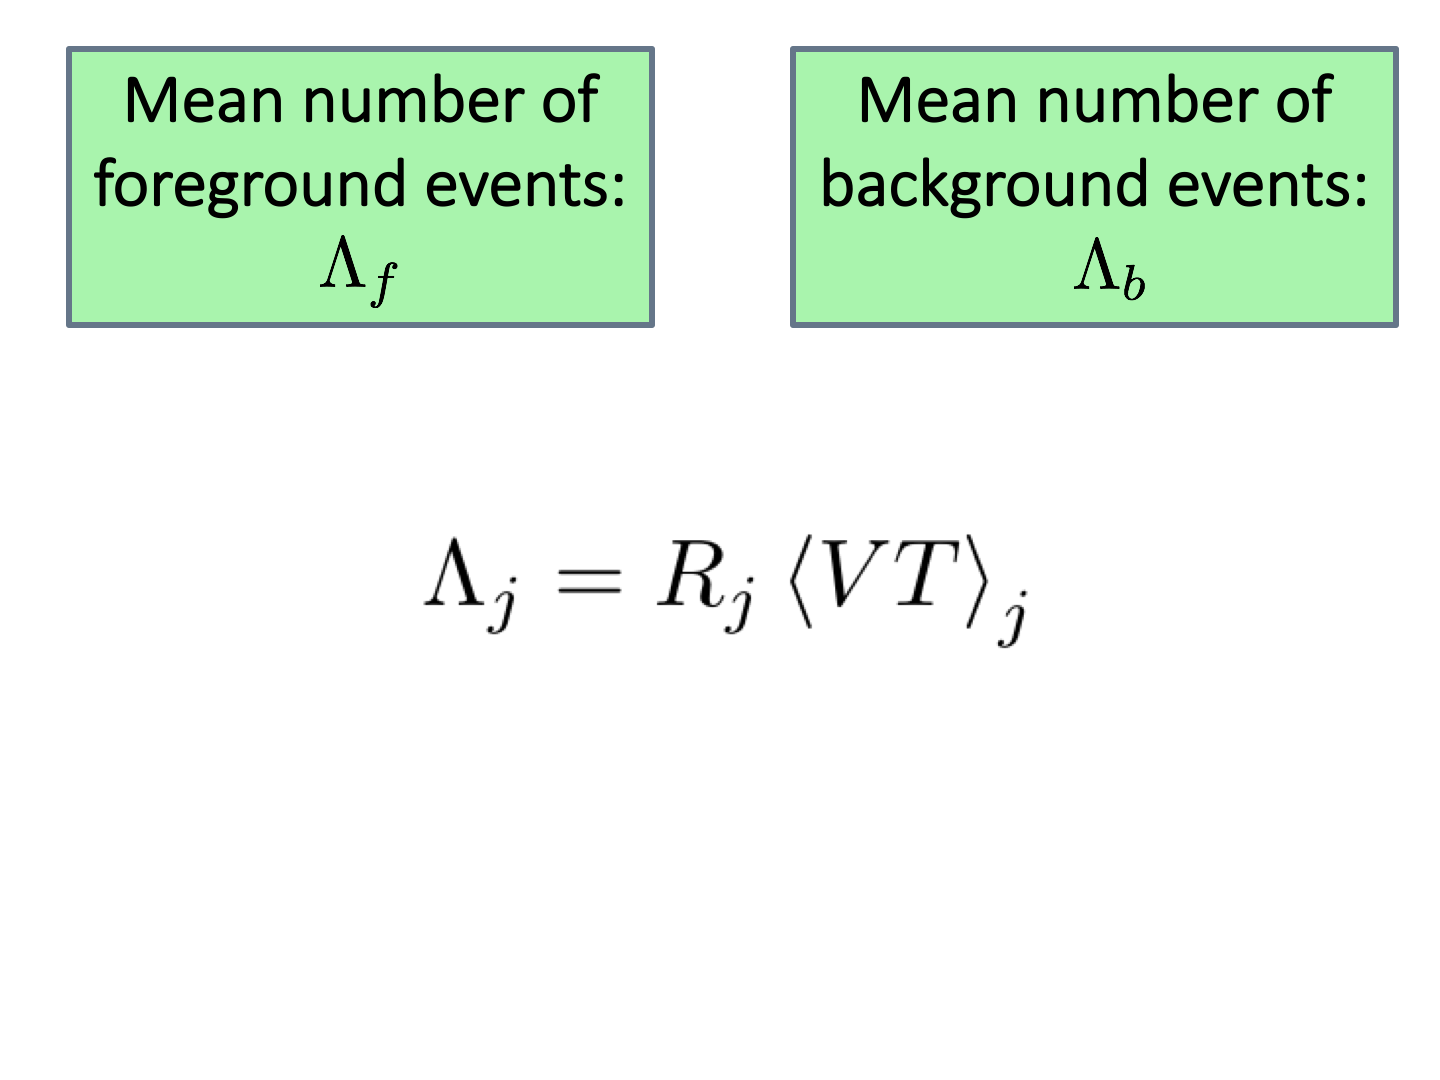 Mean number of
foreground events:
Λ_f
Mean number of
background events:
Λ_b
Λ_j = R_j ⟨VT⟩_j